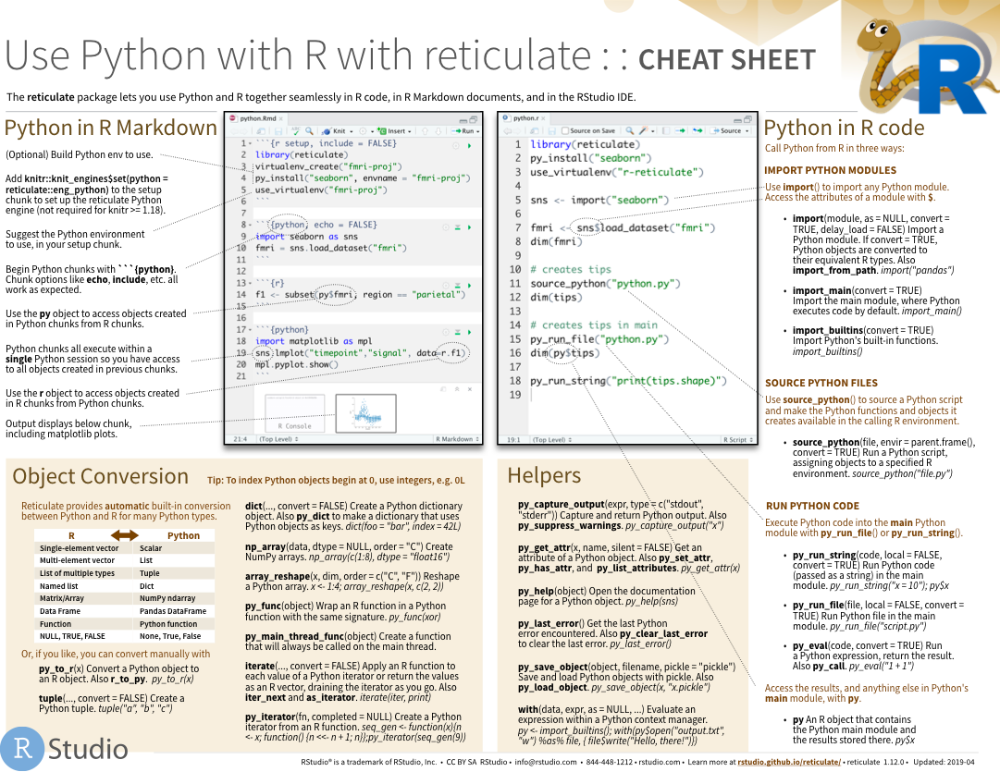 Use Python with R with reticulate : : CHEAT SHEET
The reticulate package lets you use Python and R together seamlessly in R code, in R Markdown documents, and in the RStudio IDE.
Python in R Markdown
(Optional) Build Python env to use.
Add knitr::knit_engines$set(python =
reticulate::eng_python) to the setup
chunk to set up the reticulate Python
engine (not required for knitr >= 1.18).
Suggest the Python environment
to use, in your setup chunk.
Begin Python chunks with ```{python}.
Chunk options like echo, include, etc. all
work as expected.
Use the py object to access objects created
in Python chunks from R chunks.
Python chunks all execute within a
single Python session so you have access
to all objects created in previous chunks.
Use the r object to access objects created
in R chunks from Python chunks.
Output displays below chunk,
including matplotlib plots.
python.Rmd
Knit
Insert
Run
1 ```{r setup, include = FALSE}
2 library(reticulate)
3 virtualenv_create("fmri-proj")
4 py_install("seaborn", envname = "fmri-proj")
5 use_virtualenv("fmri-proj")
6 ```
7
8 ```{python, echo = FALSE}
9 import seaborn as sns
10 fmri = sns.load_dataset("fmri")
11 ```
12
13 ```{r}
14 f1 <- subset(py$fmri, region == "parietal")
15 ```
16
17 ```{python}
18 import matplotlib as mpl
19 sns.lmplot("timepoint","signal", data=r.f1)
20 mpl.pyplot.show()
21 ```
R Console
21:4 (Top Level) R Markdown
python.r
Source on Save
Source
1 library(reticulate)
2 py_install("seaborn")
3 use_virtualenv("r-reticulate")
4
5 sns <- import("seaborn")
6
7 fmri <- sns$load_dataset("fmri")
8 dim(fmri)
9
10 # creates tips
11 source_python("python.py")
12 dim(tips)
13
14 # creates tips in main
15 py_run_file("python.py")
16 dim(py$tips)
17
18 py_run_string("print(tips.shape)")
19
19:1 (Top Level) R Script
R
Python in R code
Call Python from R in three ways:
IMPORT PYTHON MODULES
Use import() to import any Python module.
Access the attributes of a module with $.
• import(module, as = NULL, convert =
TRUE, delay_load = FALSE) Import a
Python module. If convert = TRUE,
Python objects are converted to
their equivalent R types. Also
import_from_path. import("pandas")
• import_main(convert = TRUE)
Import the main module, where Python
executes code by default. import_main()
• import_builtins(convert = TRUE)
Import Python's built-in functions.
import_builtins()
SOURCE PYTHON FILES
Use source_python() to source a Python script
and make the Python functions and objects it
creates available in the calling R environment.
• source_python(file, envir = parent.frame(),
convert = TRUE) Run a Python script,
assigning objects to a specified R
environment. source_python("file.py")
RUN PYTHON CODE
Execute Python code into the main Python
module with py_run_file() or py_run_string().
• py_run_string(code, local = FALSE,
convert = TRUE) Run Python code
(passed as a string) in the main
module. py_run_string("x = 10"); py$x
• py_run_file(file, local = FALSE, convert =
TRUE) Run Python file in the main
module. py_run_file("script.py")
• py_eval(code, convert = TRUE) Run
a Python expression, return the result.
Also py_call. py_eval("1 + 1")
Access the results, and anything else in Python's
main module, with py.
• py An R object that contains
the Python main module and
the results stored there. py$x
Object Conversion
Tip: To index Python objects begin at 0, use integers, e.g. 0L
Reticulate provides automatic built-in conversion
between Python and R for many Python types.
R Python
Single-element vector Scalar
Multi-element vector List
List of multiple types Tuple
Named list Dict
Matrix/Array NumPy ndarray
Data Frame Pandas DataFrame
Function Python function
NULL, TRUE, FALSE None, True, False
Or, if you like, you can convert manually with
py_to_r(x) Convert a Python object to
an R object. Also r_to_py. py_to_r(x)
tuple(..., convert = FALSE) Create a
Python tuple. tuple("a", "b", "c")
dict(..., convert = FALSE) Create a Python dictionary
object. Also py_dict to make a dictionary that uses
Python objects as keys. dict(foo = "bar", index = 42L)
np_array(data, dtype = NULL, order = "C") Create
NumPy arrays. np_array(c(1:8), dtype = "float16")
array_reshape(x, dim, order = c("C", "F")) Reshape
a Python array. x <- 1:4; array_reshape(x, c(2, 2))
py_func(object) Wrap an R function in a Python
function with the same signature. py_func(xor)
py_main_thread_func(object) Create a function
that will always be called on the main thread.
iterate(..., convert = FALSE) Apply an R function to
each value of a Python iterator or return the values
as an R vector, draining the iterator as you go. Also
iter_next and as_iterator. iterate(iter, print)
py_iterator(fn, completed = NULL) Create a Python
iterator from an R function. seq_gen <- function(x){n
<- x; function() {n <<- n + 1; n}};py_iterator(seq_gen(9))
Helpers
py_capture_output(expr, type = c("stdout",
"stderr")) Capture and return Python output. Also
py_suppress_warnings. py_capture_output("x")
py_get_attr(x, name, silent = FALSE) Get an
attribute of a Python object. Also py_set_attr,
py_has_attr, and py_list_attributes. py_get_attr(x)
py_help(object) Open the documentation
page for a Python object. py_help(sns)
py_last_error() Get the last Python
error encountered. Also py_clear_last_error
to clear the last error. py_last_error()
py_save_object(object, filename, pickle = "pickle")
Save and load Python objects with pickle. Also
py_load_object. py_save_object(x, "x.pickle")
with(data, expr, as = NULL, ...) Evaluate an
expression within a Python context manager.
py <- import_builtins(); with(py$open("output.txt",
"w") %as% file, { file$write("Hello, there!")})
R Studio
RStudio® is a trademark of RStudio, Inc. • CC BY SA RStudio • info@rstudio.com • 844-448-1212 • rstudio.com • Learn more at rstudio.github.io/reticulate/ • reticulate 1.12.0 • Updated: 2019-04